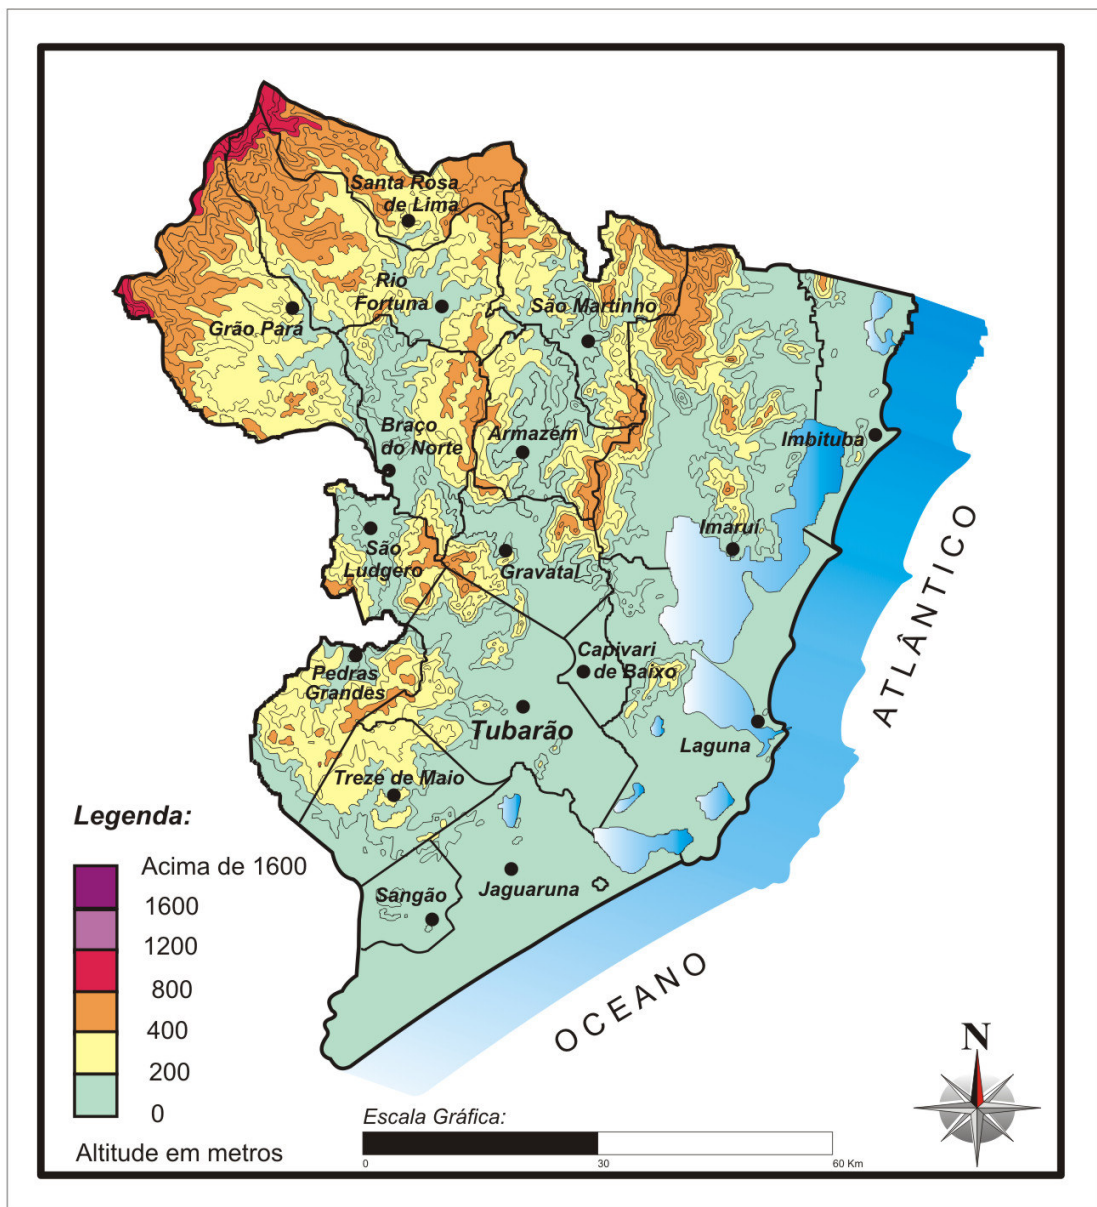 Santa Rosa
de Lima
Rio
Fortuna
São Martinho
Grão Pará
Braço
do Norte
Armazém
Imbituba
São
Ludgero
Gravatal
Imaruí
Capivari
de Baixo
Pedras
Grandes
Tubarão
Laguna
Treze de Maio
Sangão
Jaguaruna
ATLÂNTICO
OCEANO
Legenda:
Acima de 1600
1600
1200
800
400
200
0
Altitude em metros
Escala Gráfica:
0 30 60 Km
N